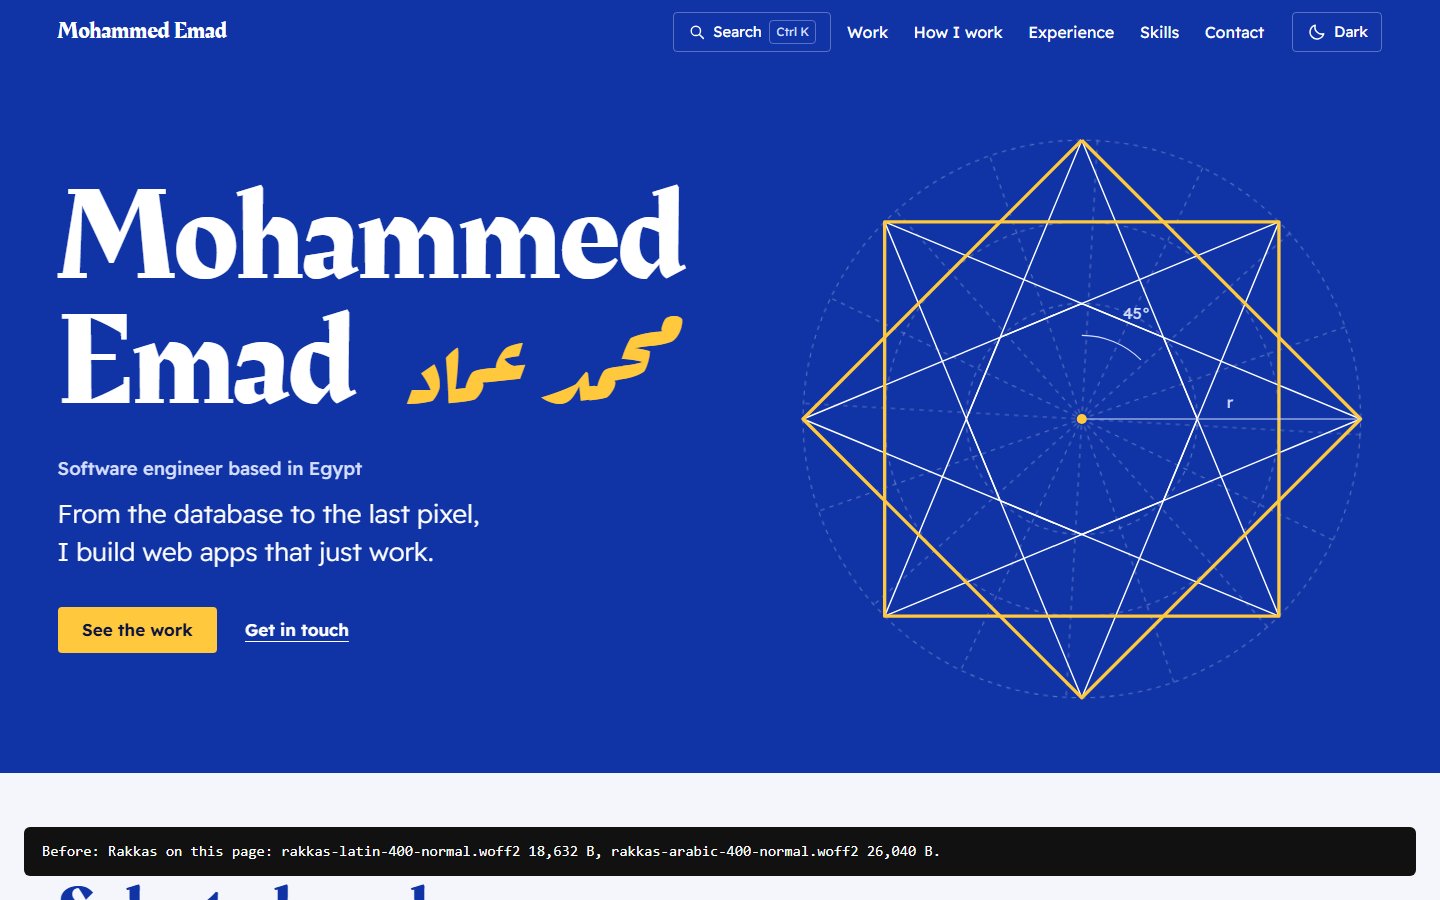 Mohammed Emad
Search Ctrl K Work How I work Experience Skills Contact Dark
Mohammed
Emad محمد عماد
Software engineer based in Egypt
From the database to the last pixel,
I build web apps that just work.
See the work Get in touch
45°
r
Before: Rakkas on this page: rakkas-latin-400-normal.woff2 18,632 B, rakkas-arabic-400-normal.woff2 26,040 B.